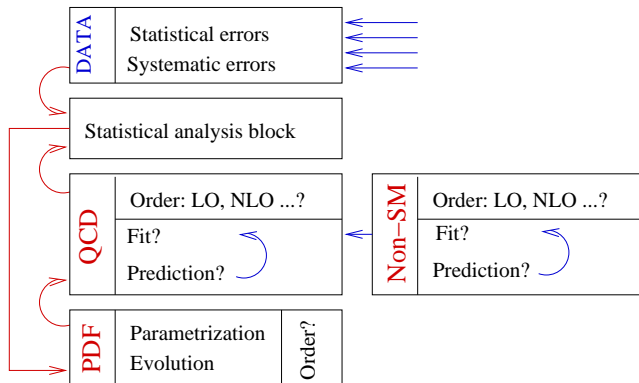 DATA
Statistical errors
Systematic errors
Statistical analysis block
QCD
Order: LO, NLO ...?
Fit?
Prediction?
Non−SM
Order: LO, NLO ...?
Fit?
Prediction?
PDF
Parametrization
Evolution
Order?